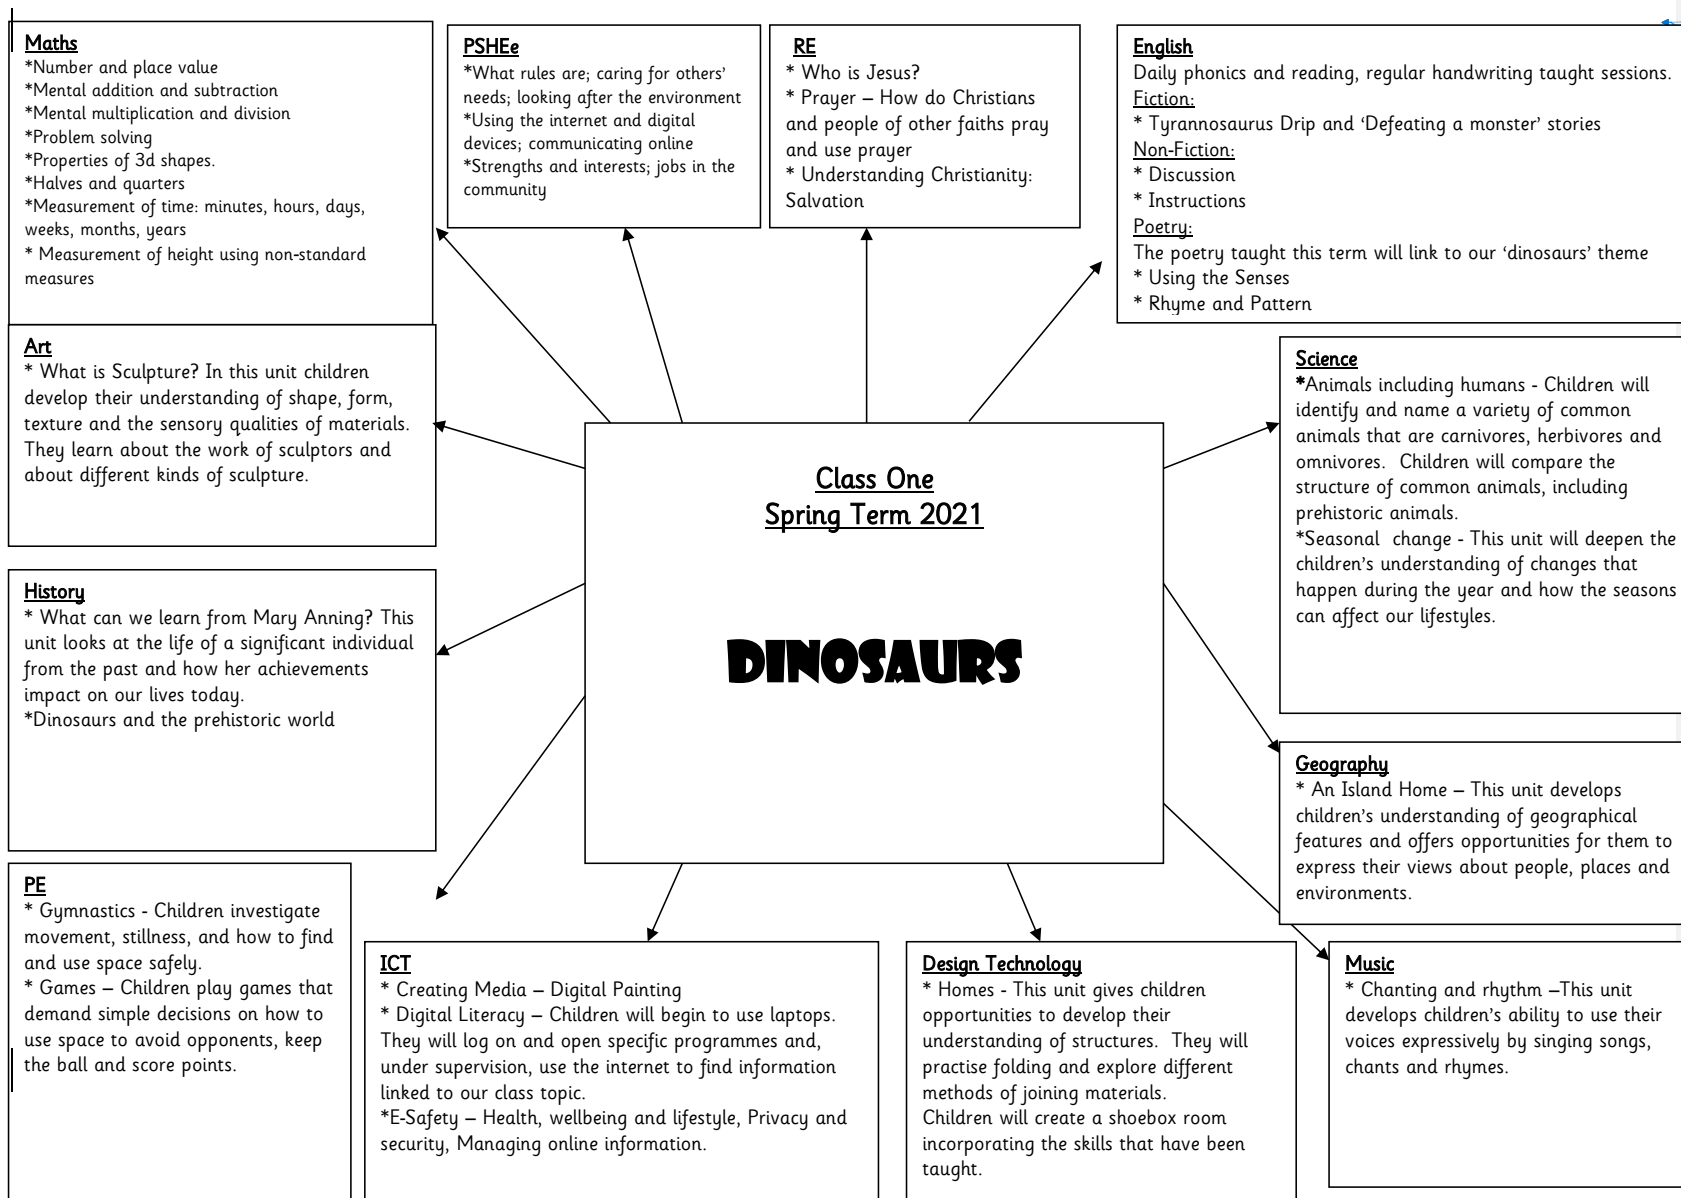 Maths
*Number and place value
*Mental addition and subtraction
*Mental multiplication and division
*Problem solving
*Properties of 3d shapes.
*Halves and quarters
*Measurement of time: minutes, hours, days,
weeks, months, years
* Measurement of height using non-standard
measures
PSHEe
*What rules are; caring for others'
needs; looking after the environment
*Using the internet and digital
devices; communicating online
*Strengths and interests; jobs in the
community
RE
* Who is Jesus?
* Prayer – How do Christians
and people of other faiths pray
and use prayer
* Understanding Christianity:
Salvation
English
Daily phonics and reading, regular handwriting taught sessions.
Fiction:
* Tyrannosaurus Drip and ‘Defeating a monster’ stories
Non-Fiction:
* Discussion
* Instructions
Poetry:
The poetry taught this term will link to our ‘dinosaurs’ theme
* Using the Senses
* Rhyme and Pattern
Art
* What is Sculpture? In this unit children
develop their understanding of shape, form,
texture and the sensory qualities of materials.
They learn about the work of sculptors and
about different kinds of sculpture.
Science
*Animals including humans - Children will
identify and name a variety of common
animals that are carnivores, herbivores and
omnivores.  Children will compare the
structure of common animals, including
prehistoric animals.
*Seasonal  change - This unit will deepen the
children’s understanding of changes that
happen during the year and how the seasons
can affect our lifestyles.
Class One
Spring Term 2021
DINOSAURS
History
* What can we learn from Mary Anning? This
unit looks at the life of a significant individual
from the past and how her achievements
impact on our lives today.
*Dinosaurs and the prehistoric world
Geography
* An Island Home – This unit develops
children’s understanding of geographical
features and offers opportunities for them to
express their views about people, places and
environments.
PE
* Gymnastics - Children investigate
movement, stillness, and how to find
and use space safely.
* Games – Children play games that
demand simple decisions on how to
use space to avoid opponents, keep
the ball and score points.
ICT
* Creating Media – Digital Painting
* Digital Literacy – Children will begin to use laptops.
They will log on and open specific programmes and,
under supervision, use the internet to find information
linked to our class topic.
*E-Safety – Health, wellbeing and lifestyle, Privacy and
security, Managing online information.
Design Technology
* Homes - This unit gives children
opportunities to develop their
understanding of structures.  They will
practise folding and explore different
methods of joining materials.
Children will create a shoebox room
incorporating the skills that have been
taught.
Music
* Chanting and rhythm –This unit
develops children’s ability to use their
voices expressively by singing songs,
chants and rhymes.